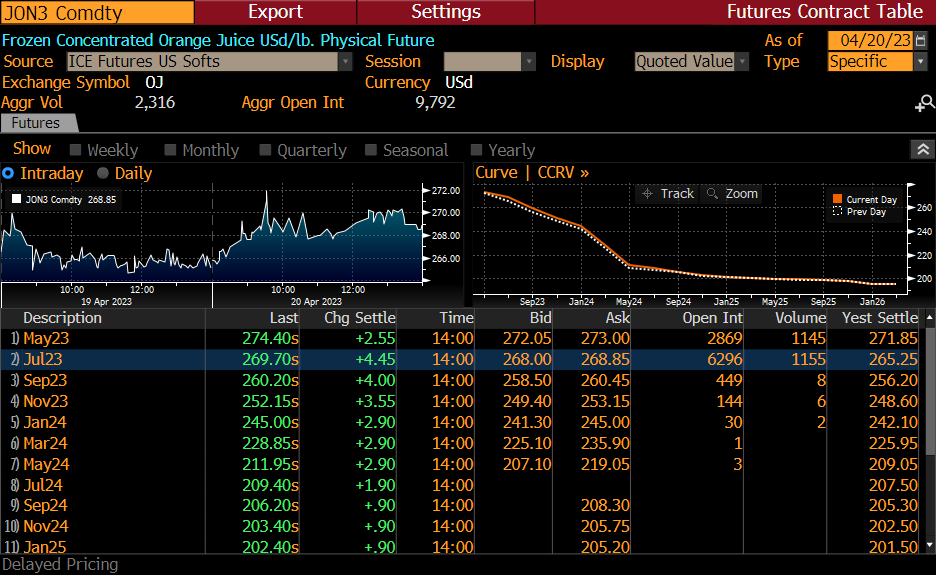 JON3 Comdty Export Settings Futures Contract Table
Frozen Concentrated Orange Juice USd/lb. Physical Future As of 04/20/23
Source ICE Futures US Softs Session Display Quoted Value Type Specific
Exchange Symbol OJ Currency USd
Aggr Vol 2,316 Aggr Open Int 9,792
Futures
Show Weekly Monthly Quarterly Seasonal Yearly
Intraday Daily Curve | CCRV »
JON3 Comdty 268.85
272.00
270.00
268.00
266.00
10:00 12:00 10:00 12:00
19 Apr 2023 20 Apr 2023
Track Zoom
Current Day
Prev Day
260
240
220
200
Sep23 Jan24 May24 Sep24 Jan25 May25 Sep25 Jan26
Description Last Chg Settle Time Bid Ask Open Int Volume Yest Settle
1) May23 274.40s +2.55 14:00 272.05 273.00 2869 1145 271.85
2) Jul23 269.70s +4.45 14:00 268.00 268.85 6296 1155 265.25
3) Sep23 260.20s +4.00 14:00 258.50 260.45 449 8 256.20
4) Nov23 252.15s +3.55 14:00 249.40 253.15 144 6 248.60
5) Jan24 245.00s +2.90 14:00 241.30 245.00 30 2 242.10
6) Mar24 228.85s +2.90 14:00 225.10 235.90 1 225.95
7) May24 211.95s +2.90 14:00 207.10 219.05 3 209.05
8) Jul24 209.40s +1.90 14:00 207.50
9) Sep24 206.20s +.90 14:00 208.30 205.30
10) Nov24 203.40s +.90 14:00 205.75 202.50
11) Jan25 202.40s +.90 14:00 205.20 201.50
Delayed Pricing